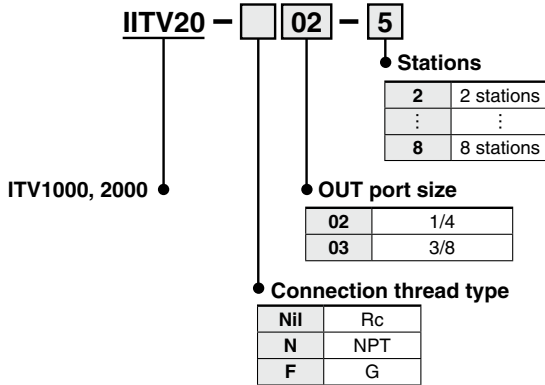 IITV20 – 02 – 5
Stations
2 2 stations
⋮ ⋮
8 8 stations
ITV1000, 2000
OUT port size
02 1/4
03 3/8
Connection thread type
Nil Rc
N NPT
F G